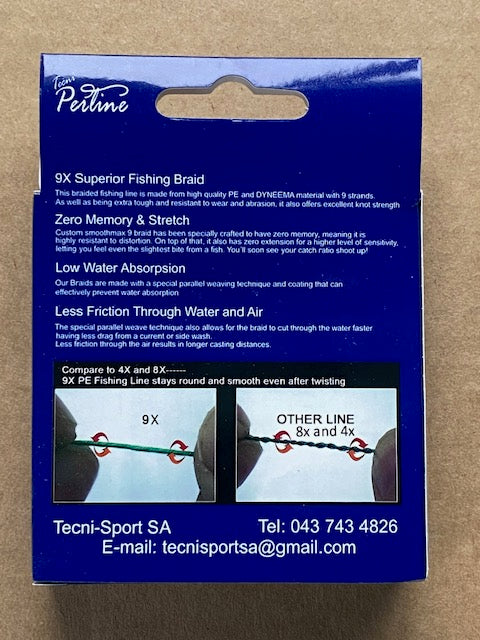 Tecni
Perline
9X Superior Fishing Braid
This braided fishing line is made from high quality PE and DYNEEMA material with 9 strands.
As well as being extra tough and resistant to wear and abrasion, it also offers excellent knot strength
Zero Memory & Stretch
Custom smoothmax 9 braid has been specially crafted to have zero memory, meaning it is
highly resistant to distortion. On top of that, it also has zero extension for a higher level of sensitivity,
letting you feel even the slightest bite from a fish. You'll soon see your catch ratio shoot up!
Low Water Absorpsion
Our Braids are made with a special parallel weaving technique and coating that can
effectively prevent water absorption
Less Friction Through Water and Air
The special parallel weave technique also allows for the braid to cut through the water faster
having less drag from a current or side wash.
Less friction through the air results in longer casting distances.
Compare to 4X and 8X------
9X PE Fishing Line stays round and smooth even after twisting
9X
OTHER LINE
8x and 4x
Tecni-Sport SA
Tel: 043 743 4826
E-mail: tecnisportsa@gmail.com